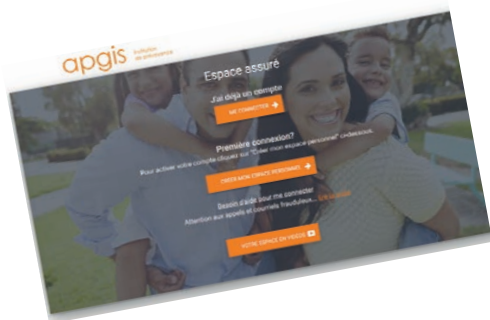 apgis
Institution
de prévoyance
Espace assuré
J'ai déjà un compte
ME CONNECTER
Première connexion?
Pour activer votre compte cliquez sur "Créer mon espace personnel" ci-dessous.
CRÉER MON ESPACE PERSONNEL
Besoin d'aide pour me connecter
Attention aux appels et courriels frauduleux...
VOTRE ESPACE EN VIDÉOS